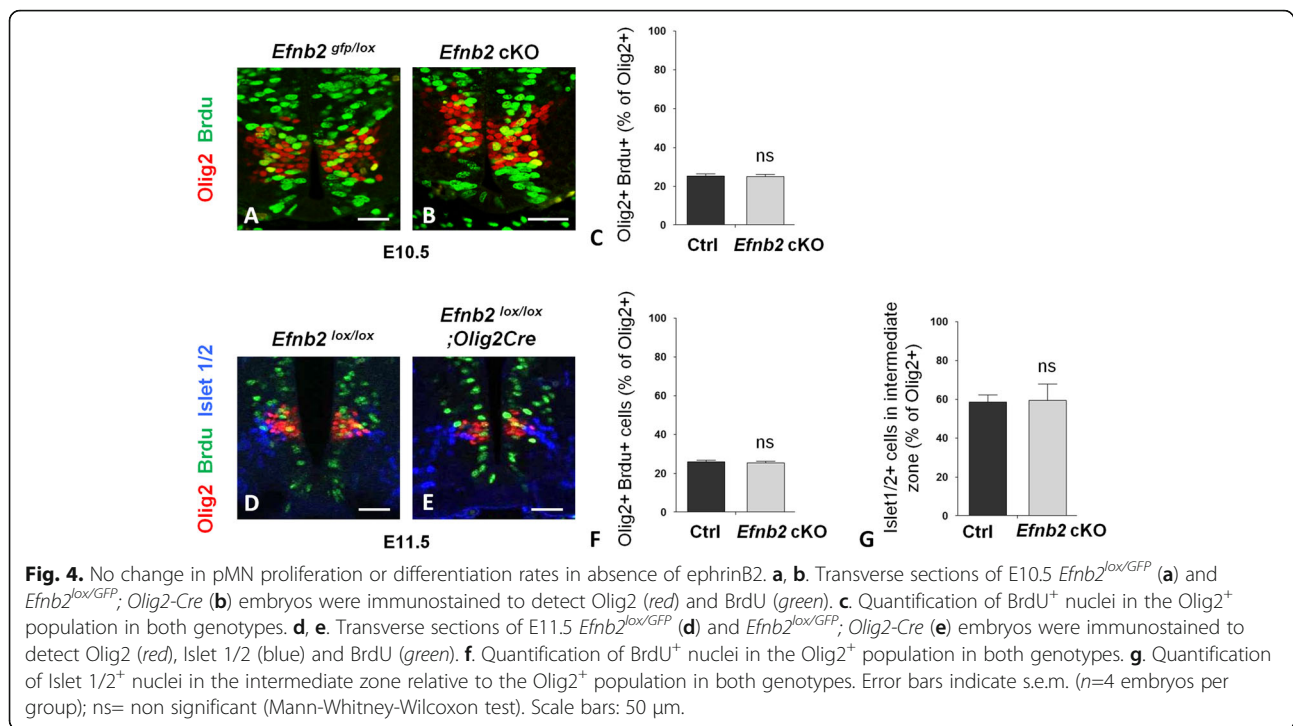 Efnb2 gfp/lox
Efnb2 cKO
Olig2 Brdu
A
B
E10.5
Olig2+ Brdu+ (% of Olig2+)
100
80
60
40
20
0
ns
Ctrl
Efnb2 cKO
C
Efnb2 lox/lox
Efnb2 lox/lox
;Olig2Cre
Olig2 Brdu Islet 1/2
D
E
E11.5
Olig2+ Brdu+ cells (% of Olig2+)
100
80
60
40
20
0
ns
Ctrl
Efnb2 cKO
F
Islet1/2+ cells in intermediate
zone (% of Olig2+)
100
80
60
40
20
0
ns
Ctrl
Efnb2 cKO
G
Fig. 4. No change in pMN proliferation or differentiation rates in absence of ephrinB2. a, b. Transverse sections of E10.5 Efnb2lox/GFP (a) and
Efnb2lox/GFP; Olig2-Cre (b) embryos were immunostained to detect Olig2 (red) and BrdU (green). c. Quantification of BrdU+ nuclei in the Olig2+
population in both genotypes. d, e. Transverse sections of E11.5 Efnb2lox/GFP (d) and Efnb2lox/GFP; Olig2-Cre (e) embryos were immunostained to
detect Olig2 (red), Islet 1/2 (blue) and BrdU (green). f. Quantification of BrdU+ nuclei in the Olig2+ population in both genotypes. g. Quantification
of Islet 1/2+ nuclei in the intermediate zone relative to the Olig2+ population in both genotypes. Error bars indicate s.e.m. (n=4 embryos per
group); ns= non significant (Mann-Whitney-Wilcoxon test). Scale bars: 50 µm.